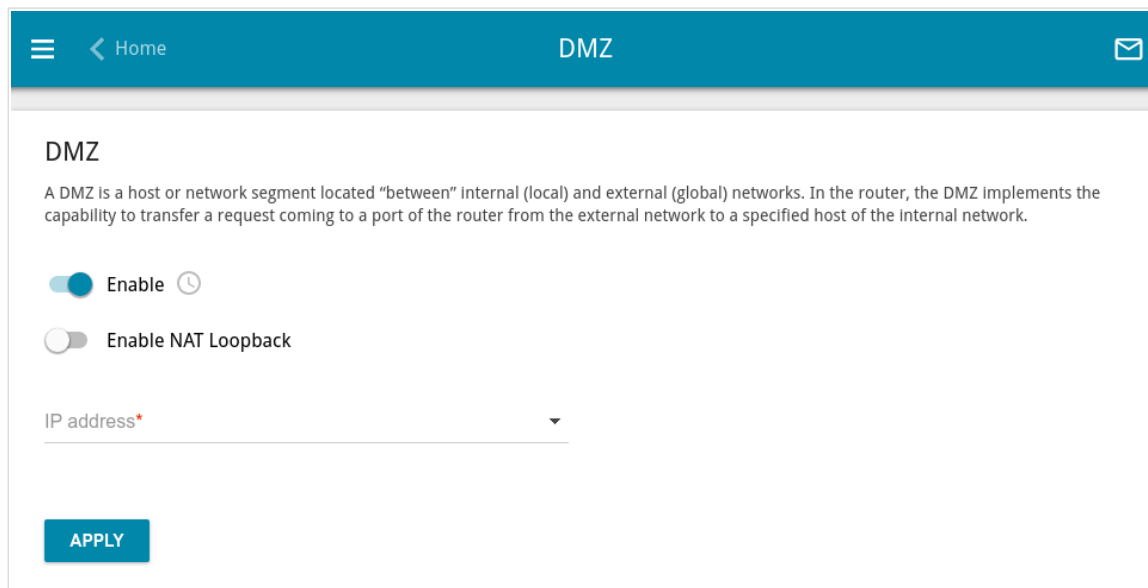 Home
DMZ
DMZ
A DMZ is a host or network segment located “between” internal (local) and external (global) networks. In the router, the DMZ implements the
capability to transfer a request coming to a port of the router from the external network to a specified host of the internal network.
Enable
Enable NAT Loopback
IP address*
APPLY